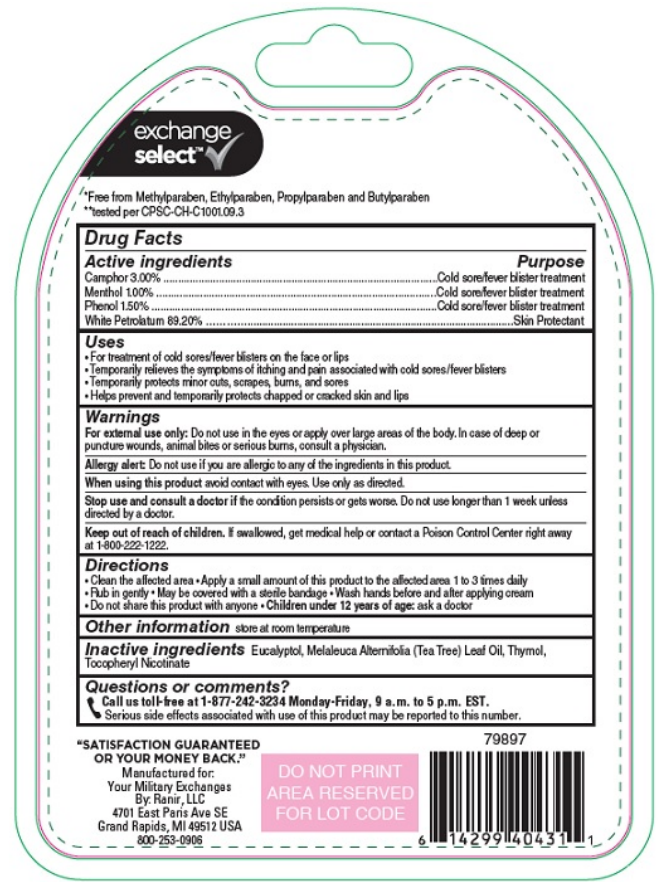 exchange
select™
*Free from Methylparaben, Ethylparaben, Propylparaben and Butylparaben
**tested per CPSC-CH-C1001.09.3
Drug Facts
Active ingredients Purpose
Camphor 3.00% ..........Cold sore/fever blister treatment
Menthol 1.00% ..........Cold sore/fever blister treatment
Phenol 1.50% ..........Cold sore/fever blister treatment
White Petrolatum 89.20% ..........Skin Protectant
Uses
• For treatment of cold sores/fever blisters on the face or lips
• Temporarily relieves the symptoms of itching and pain associated with cold sores/fever blisters
• Temporarily protects minor cuts, scrapes, burns, and sores
• Helps prevent and temporarily protects chapped or cracked skin and lips
Warnings
For external use only: Do not use in the eyes or apply over large areas of the body. In case of deep or
puncture wounds, animal bites or serious burns, consult a physician.
Allergy alert: Do not use if you are allergic to any of the ingredients in this product.
When using this product avoid contact with eyes. Use only as directed.
Stop use and consult a doctor if the condition persists or gets worse. Do not use longer than 1 week unless
directed by a doctor.
Keep out of reach of children. If swallowed, get medical help or contact a Poison Control Center right away
at 1-800-222-1222.
Directions
• Clean the affected area • Apply a small amount of this product to the affected area 1 to 3 times daily
• Rub in gently • May be covered with a sterile bandage • Wash hands before and after applying cream
• Do not share this product with anyone • Children under 12 years of age: ask a doctor
Other information store at room temperature
Inactive ingredients Eucalyptol, Melaleuca Alternifolia (Tea Tree) Leaf Oil, Thymol,
Tocopheryl Nicotinate
Questions or comments?
Call us toll-free at 1-877-242-3234 Monday-Friday, 9 a.m. to 5 p.m. EST.
Serious side effects associated with use of this product may be reported to this number.
"SATISFACTION GUARANTEED
OR YOUR MONEY BACK."
Manufactured for:
Your Military Exchanges
By: Ranir, LLC
4701 East Paris Ave SE
Grand Rapids, MI 49512 USA
800-253-0906
DO NOT PRINT
AREA RESERVED
FOR LOT CODE
79897
6 14299 40431 1